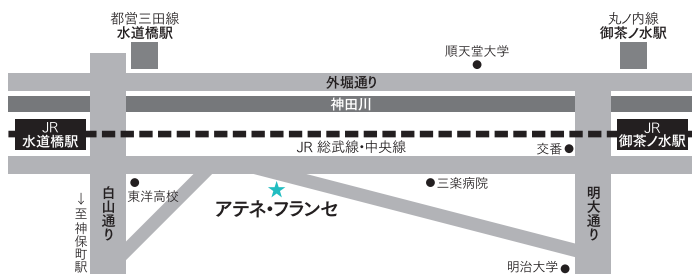 都営三田線
水道橋駅
丸ノ内線
御茶ノ水駅
順天堂大学
外堀通り
神田川
JR
水道橋駅
JR
御茶ノ水駅
JR 総武線・中央線
交番
東洋高校
三楽病院
アテネ・フランセ
白山通り
↓至神保町駅
明大通り
明治大学